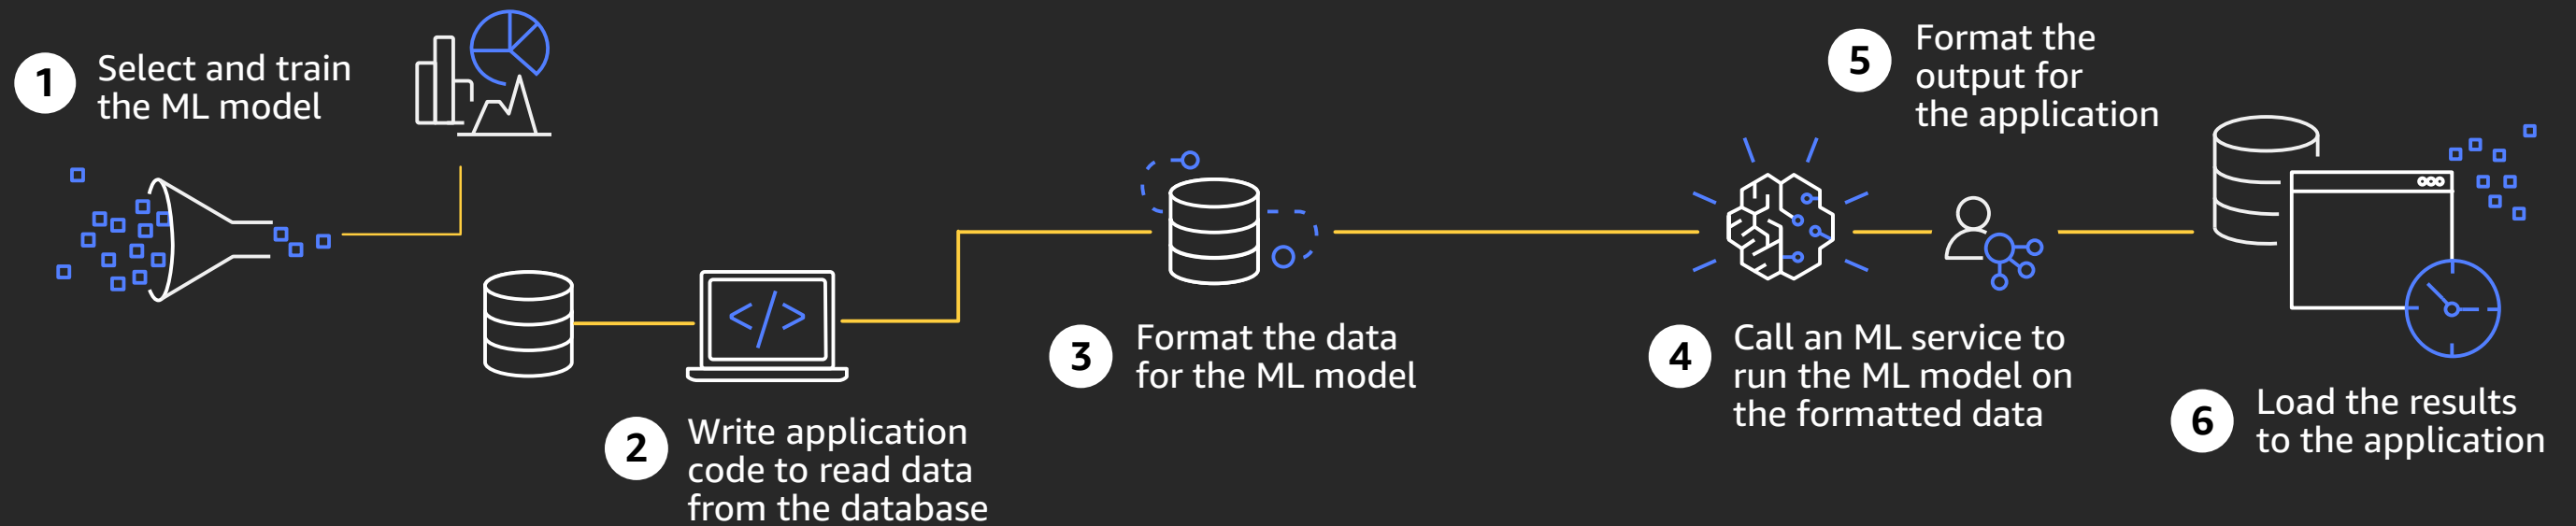 1
Select and train
the ML model
2
Write application
code to read data
from the database
</>
3
Format the data
for the ML model
4
Call an ML service to
run the ML model on
the formatted data
5
Format the
output for
the application
6
Load the results
to the application